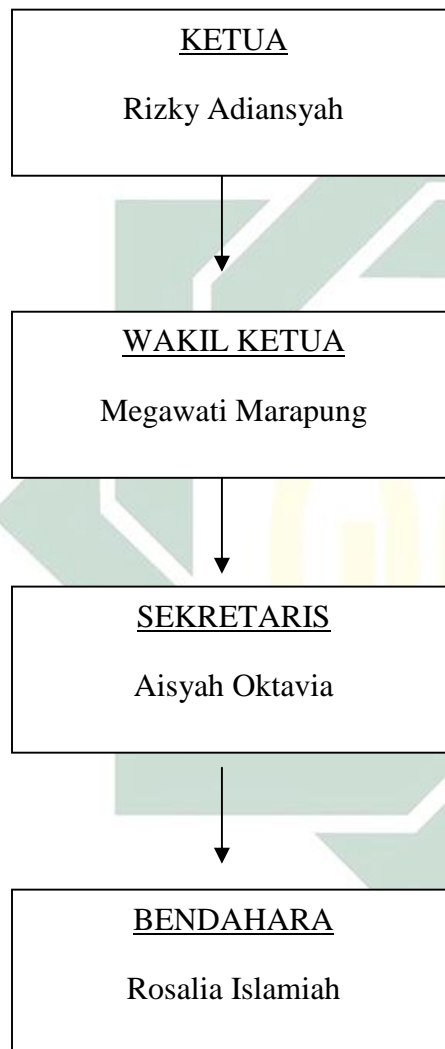 KETUA
Rizky Adiansyah
WAKIL KETUA
Megawati Marapung
SEKRETARIS
Aisyah Oktavia
BENDAHARA
Rosalia Islamiah